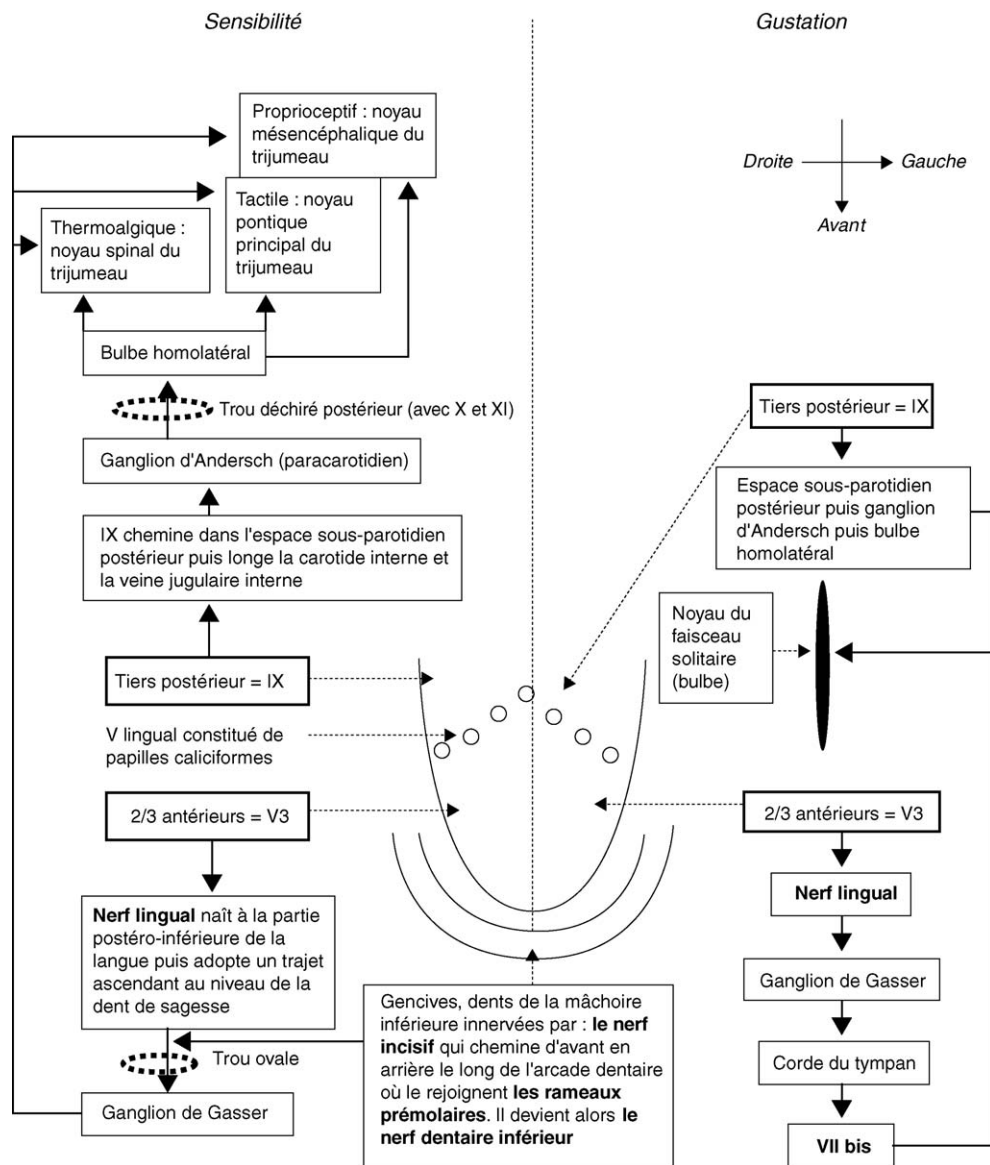 Sensibilité
Gustation
Proprioceptif : noyau
mésencéphalique du
trijumeau
Tactile : noyau
pontique
principal du
trijumeau
Thermoalgique :
noyau spinal du
trijumeau
Droite
Gauche
Avant
Bulbe homolatéral
Trou déchiré postérieur (avec X et XI)
Ganglion d'Andersch (paracarotidien)
IX chemine dans l'espace sous-parotidien
postérieur puis longe la carotide interne et
la veine jugulaire interne
Tiers postérieur = IX
V lingual constitué de
papilles caliciformes
2/3 antérieurs = V3
Nerf lingual naît à la partie
postéro-inférieure de la
langue puis adopte un trajet
ascendant au niveau de la
dent de sagesse
Trou ovale
Ganglion de Gasser
Gencives, dents de la mâchoire
inférieure innervées par : le nerf
incisif qui chemine d'avant en
arrière le long de l'arcade dentaire
où le rejoignent les rameaux
prémolaires. Il devient alors le
nerf dentaire inférieur
Tiers postérieur = IX
Espace sous-parotidien
postérieur puis ganglion
d'Andersch puis bulbe
homolatéral
Noyau du
faisceau
solitaire
(bulbe)
2/3 antérieurs = V3
Nerf lingual
Ganglion de Gasser
Corde du tympan
VII bis